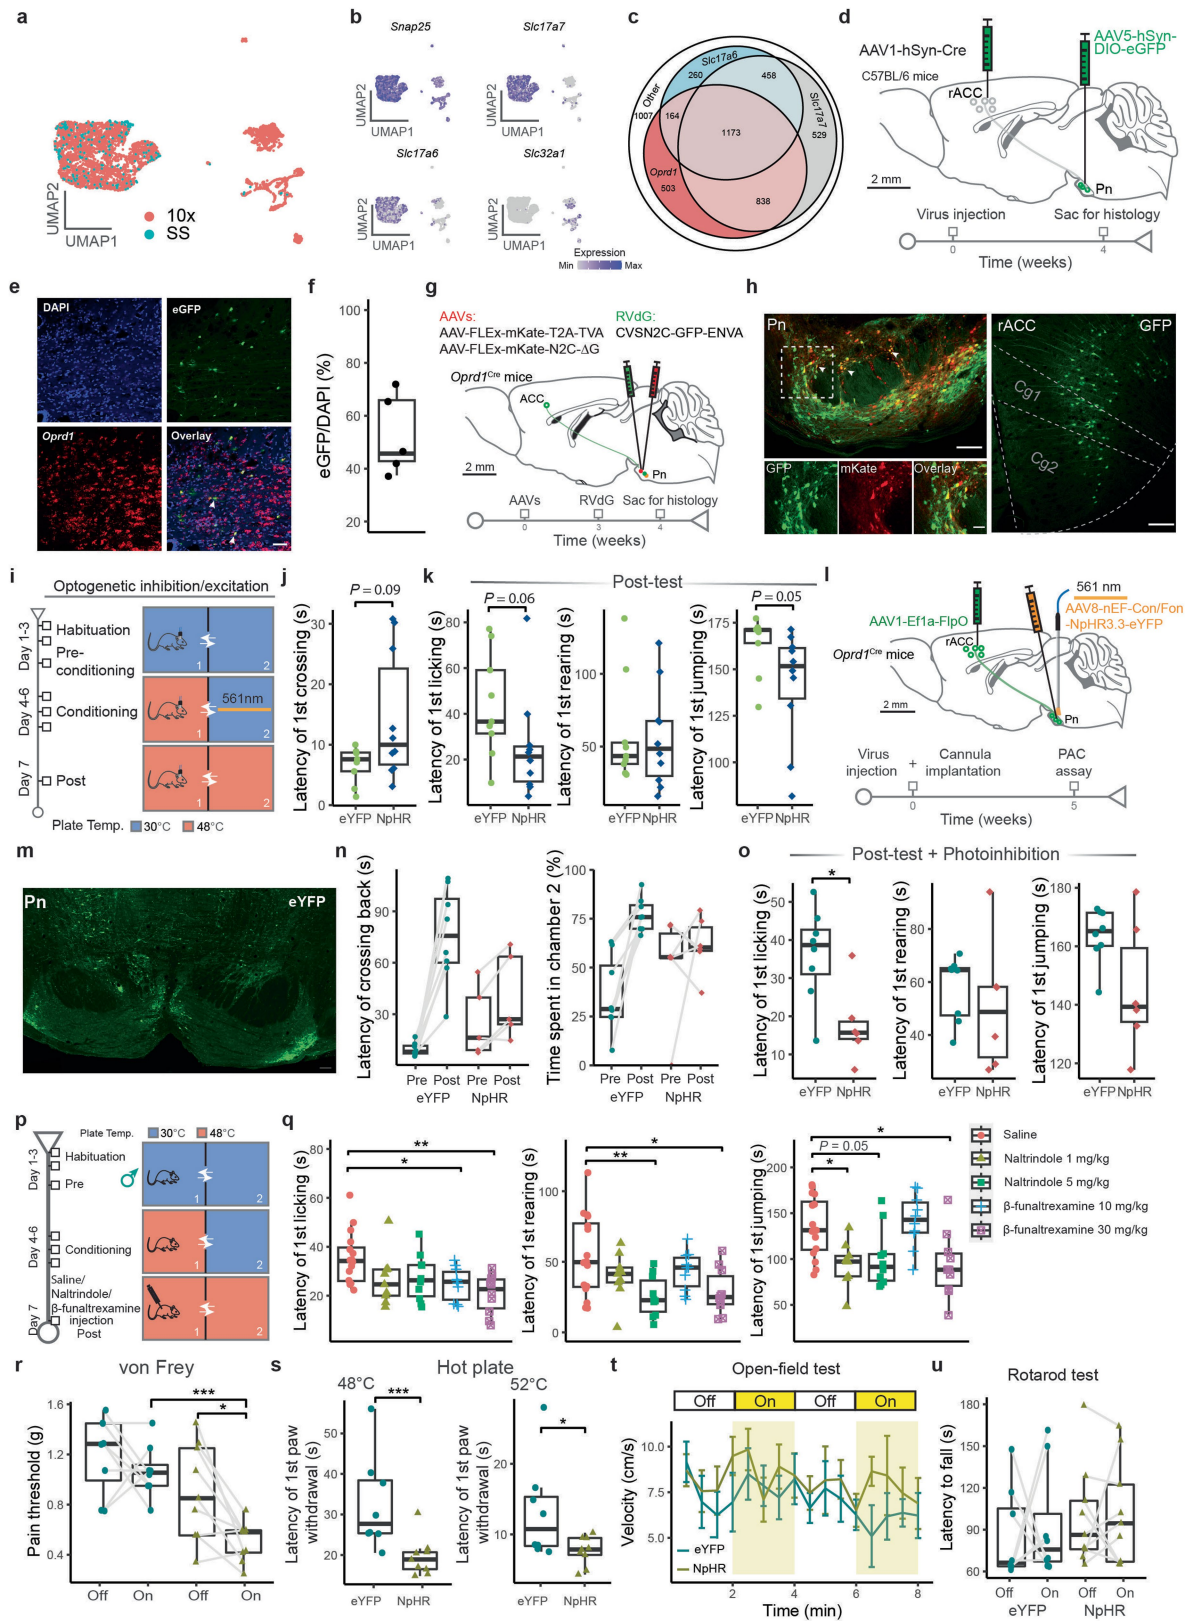 a
UMAP2
UMAP1
10x
SS
b
Snap25
Slc17a7
UMAP2
UMAP1
UMAP2
UMAP1
Slc17a6
Slc32a1
UMAP2
UMAP1
UMAP2
UMAP1
Expression
Min
Max
c
Slc17a6
260
458
Other
1007
164
Slc17a7
1173
529
Oprd1
503
838
d
AAV1-hSyn-Cre
AAV5-hSyn-
DIO-eGFP
C57BL/6 mice
rACC
2 mm
Pn
Virus injection
Sac for histology
0
4
Time (weeks)
e
DAPI
eGFP
Oprd1
Overlay
f
eGFP/DAPI (%)
100
80
60
40
20
g
AAVs:
RVdG:
AAV-FLEx-mKate-T2A-TVA
CVSN2C-GFP-ENVA
AAV-FLEx-mKate-N2C-ΔG
Oprd1Cre mice
ACC
2 mm
Pn
AAVs
RVdG
Sac for histology
0
3
4
Time (weeks)
h
Pn
rACC
GFP
Cg1
Cg2
GFP
mKate
Overlay
i
Optogenetic inhibition/excitation
Day 1-3
Habituation
Pre-
conditioning
Day 4-6
Conditioning
561nm
Day 7
Post
1
2
1
2
1
2
Plate Temp.
30°C
48°C
j
Latency of 1st crossing (s)
P = 0.09
30
20
10
0
eYFP
NpHR
k
Post-test
Latency of 1st licking (s)
P = 0.06
80
60
40
20
eYFP NpHR
Latency of 1st rearing (s)
100
50
eYFP NpHR
Latency of 1st jumping (s)
P = 0.05
175
150
125
100
eYFP NpHR
l
561 nm
AAV1-Ef1a-FlpO
AAV8-nEF-Con/Fon
-NpHR3.3-eYFP
rACC
Oprd1Cre mice
2 mm
Pn
Virus
injection
+
Cannula
implantation
PAC
assay
0
5
Time (weeks)
m
Pn
eYFP
n
Latency of crossing back (s)
90
60
30
Pre Post
Pre Post
eYFP
NpHR
Time spent in chamber 2 (%)
100
75
50
25
0
Pre Post
Pre Post
eYFP
NpHR
o
Post-test + Photoinhibition
Latency of 1st licking (s)
*
50
40
30
20
10
eYFP NpHR
Latency of 1st rearing (s)
80
60
40
eYFP NpHR
Latency of 1st jumping (s)
180
160
140
120
eYFP NpHR
p
Plate Temp.
30°C
48°C
Day 1-3
Habituation
Pre
♂
Day 4-6
Conditioning
Saline/
Naltrindole/
β-funaltrexamine
injection
Day 7
Post
1
2
1
2
1
2
q
Latency of 1st licking (s)
**
*
80
60
40
20
Latency of 1st rearing (s)
*
**
100
50
0
Latency of 1st jumping (s)
*
P = 0.05
*
200
150
100
50
0
Saline
Naltrindole 1 mg/kg
Naltrindole 5 mg/kg
β-funaltrexamine 10 mg/kg
β-funaltrexamine 30 mg/kg
r
von Frey
Pain threshold (g)
***
*
1.6
1.2
0.8
0.4
Off
On
Off
On
s
Hot plate
48°C
Latency of 1st paw
withdrawal (s)
***
50
40
30
20
eYFP
NpHR
52°C
Latency of 1st paw
withdrawal (s)
*
20
10
eYFP
NpHR
t
Open-field test
Off
On
Off
On
Velocity (cm/s)
10.0
7.5
5.0
eYFP
NpHR
0
2
4
6
8
Time (min)
u
Rotarod test
Latency to fall (s)
180
150
120
90
60
Off
On
Off
On
eYFP
NpHR